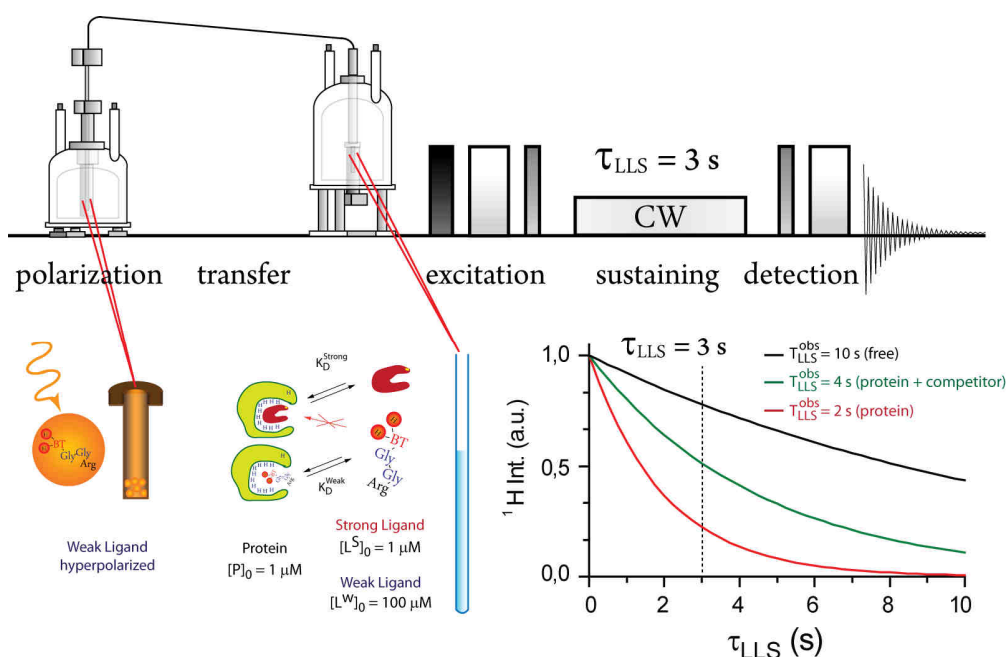 τLLS = 3 s
CW
polarization transfer excitation sustaining detection
H
H
BT
GlyGly
Arg
Weak Ligand
hyperpolarized
K_D^Strong
H
H H H H
H
H
H H H H
H
H H H H
H
H
H H H H
K_D^Weak
H
H
BT
Gly
Gly
Arg
Protein
[P]0 = 1 μM
Strong Ligand
[L^S]0 = 1 μM
Weak Ligand
[L^W]0 = 100 μM
τLLS = 3 s
T_LLS^obs = 10 s (free)
T_LLS^obs = 4 s (protein + competitor)
T_LLS^obs = 2 s (protein)
1,0
0,5
0,0
¹H Int. (a.u.)
0 2 4 6 8 10
τLLS (s)